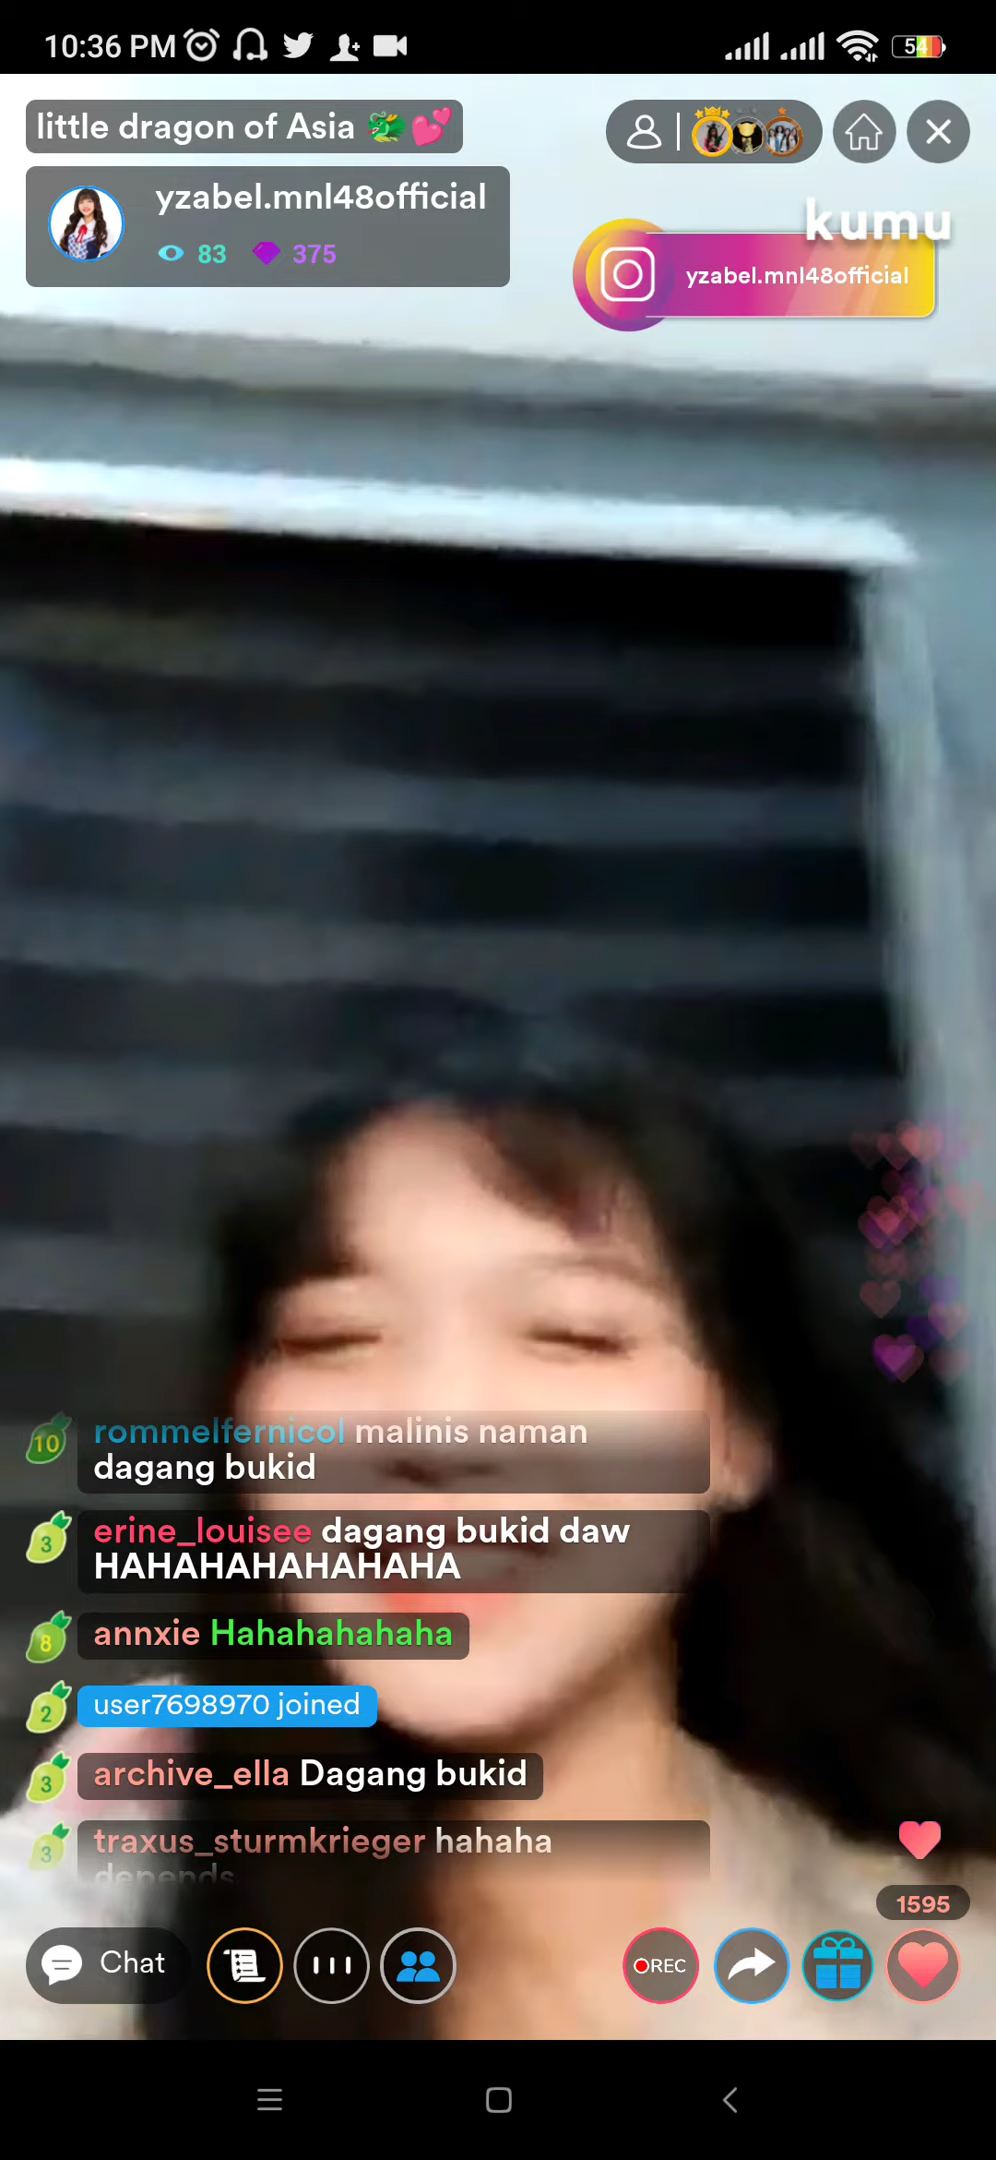 10:36 PM
54
little dragon of Asia 🐉💕
yzabel.mnl48official
83 375
kumu
yzabel.mnl48official
10 rommelfernicol malinis naman
dagang bukid
3 erine_louisee dagang bukid daw
HAHAHAHAHAHAHA
8 annxie Hahahahahaha
2 user7698970 joined
3 archive_ella Dagang bukid
3 traxus_sturmkrieger hahaha
depends
1595
Chat
REC